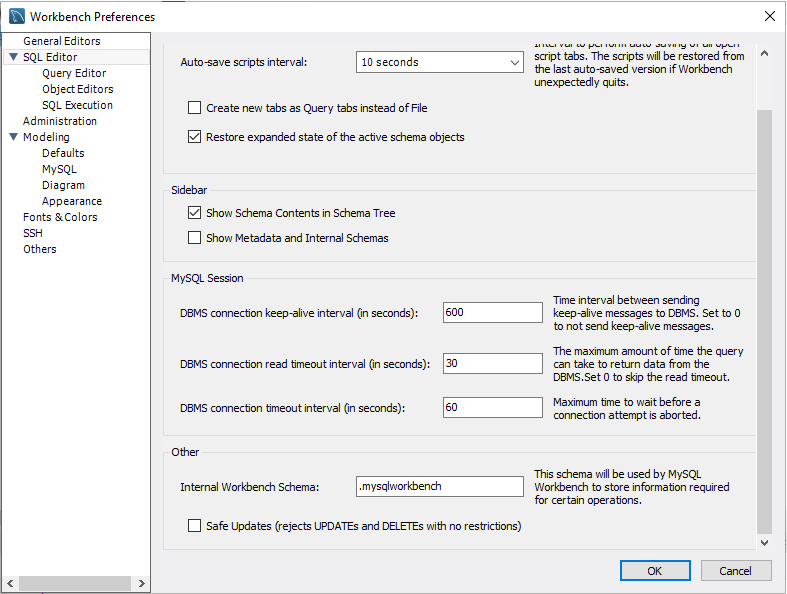 Workbench Preferences
General Editors
SQL Editor
Query Editor
Object Editors
SQL Execution
Administration
Modeling
Defaults
MySQL
Diagram
Appearance
Fonts & Colors
SSH
Others
Auto-save scripts interval:
10 seconds
Interval to perform auto-saving of all open
script tabs. The scripts will be restored from
the last auto-saved version if Workbench
unexpectedly quits.
Create new tabs as Query tabs instead of File
Restore expanded state of the active schema objects
Sidebar
Show Schema Contents in Schema Tree
Show Metadata and Internal Schemas
MySQL Session
DBMS connection keep-alive interval (in seconds):
600
Time interval between sending
keep-alive messages to DBMS. Set to 0
to not send keep-alive messages.
DBMS connection read timeout interval (in seconds):
30
The maximum amount of time the query
can take to return data from the
DBMS.Set 0 to skip the read timeout.
DBMS connection timeout interval (in seconds):
60
Maximum time to wait before a
connection attempt is aborted.
Other
Internal Workbench Schema:
.mysqlworkbench
This schema will be used by MySQL
Workbench to store information required
for certain operations.
Safe Updates (rejects UPDATEs and DELETEs with no restrictions)
OK
Cancel